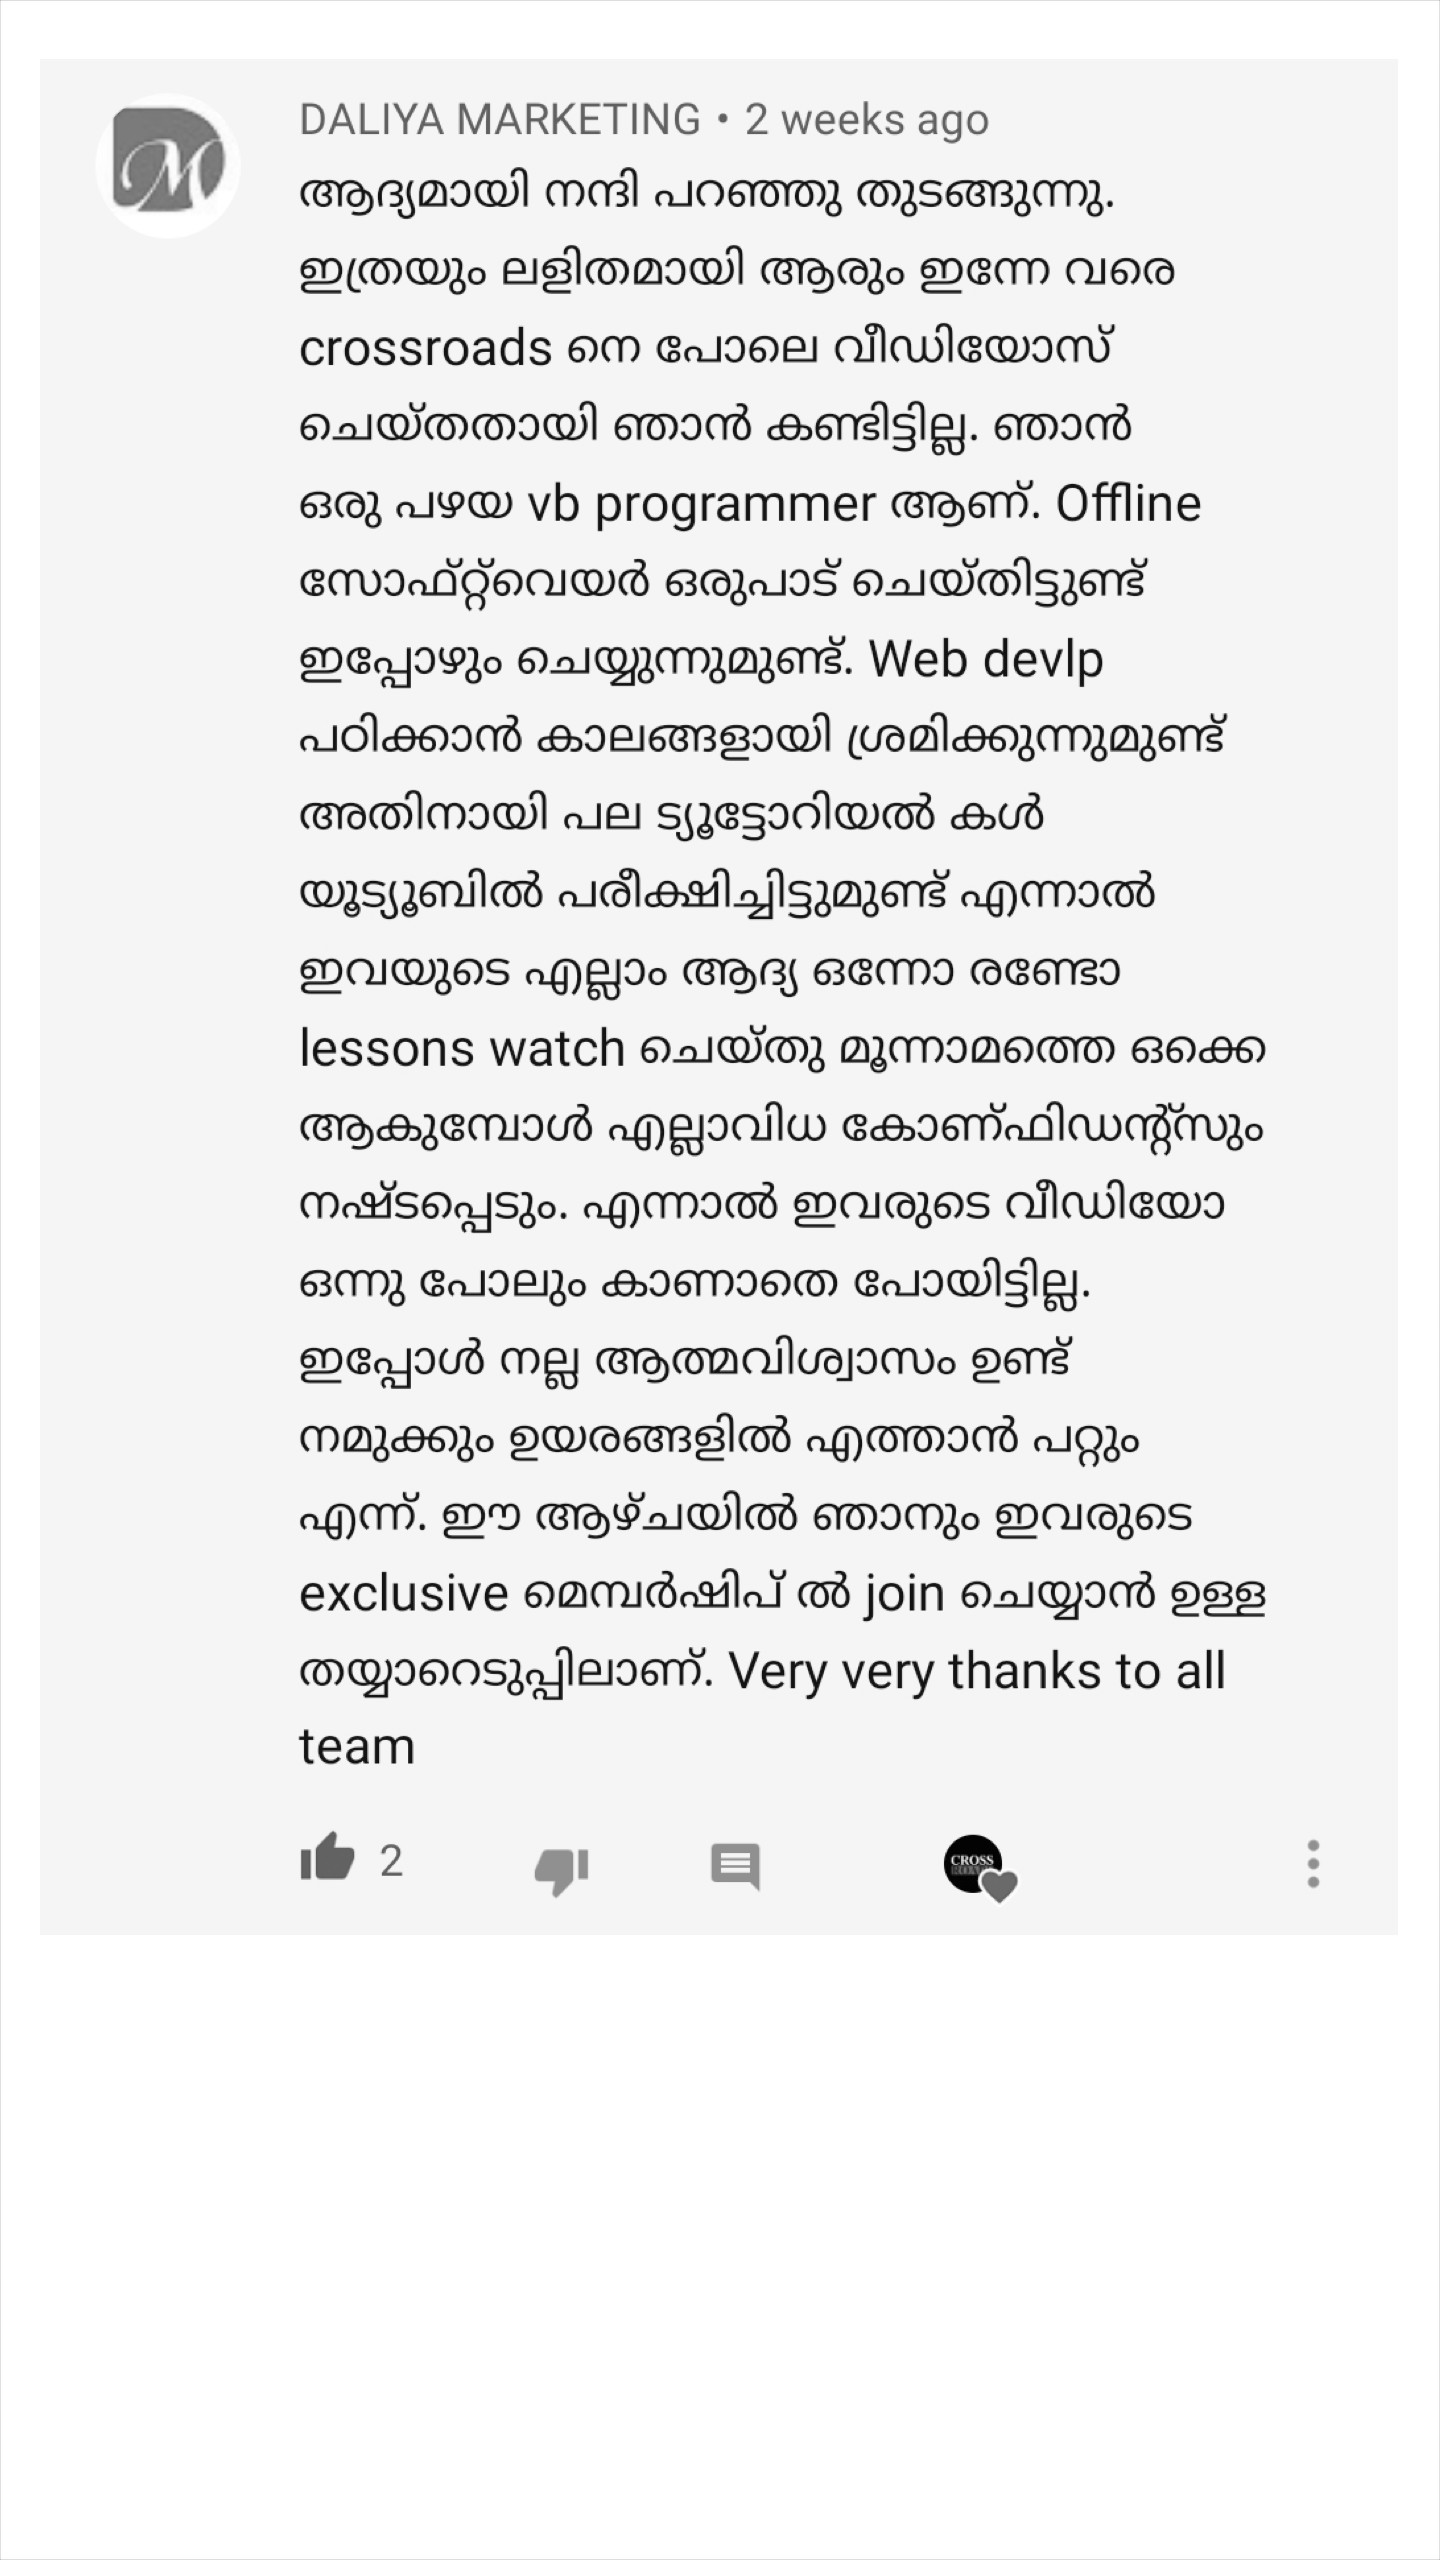 DALIYA MARKETING • 2 weeks ago
ആദ്യമായി നന്ദി പറഞ്ഞു തുടങ്ങുന്നു.
ഇത്രയും ലളിതമായി ആരും ഇന്നേ വരെ
crossroads നെ പോലെ വീഡിയോസ്
ചെയ്തതായി ഞാൻ കണ്ടിട്ടില്ല. ഞാൻ
ഒരു പഴയ vb programmer ആണ്. Offline
സോഫ്റ്റ്‌വെയർ ഒരുപാട് ചെയ്തിട്ടുണ്ട്
ഇപ്പോഴും ചെയ്യുന്നുമുണ്ട്. Web devlp
പഠിക്കാൻ കാലങ്ങളായി ശ്രമിക്കുന്നുമുണ്ട്
അതിനായി പല ട്യൂട്ടോറിയൽ കൾ
യൂട്യൂബിൽ പരീക്ഷിച്ചിട്ടുമുണ്ട് എന്നാൽ
ഇവയുടെ എല്ലാം ആദ്യ ഒന്നോ രണ്ടോ
lessons watch ചെയ്തു മൂന്നാമത്തെ ഒക്കെ
ആകുമ്പോൾ എല്ലാവിധ കോണ്ഫിഡന്റ്സും
നഷ്ടപ്പെടും. എന്നാൽ ഇവരുടെ വീഡിയോ
ഒന്നു പോലും കാണാതെ പോയിട്ടില്ല.
ഇപ്പോൾ നല്ല ആത്മവിശ്വാസം ഉണ്ട്
നമുക്കും ഉയരങ്ങളിൽ എത്താൻ പറ്റും
എന്ന്. ഈ ആഴ്ചയിൽ ഞാനും ഇവരുടെ
exclusive മെമ്പർഷിപ് ൽ join ചെയ്യാൻ ഉള്ള
തയ്യാറെടുപ്പിലാണ്. Very very thanks to all
team
2
CROSS